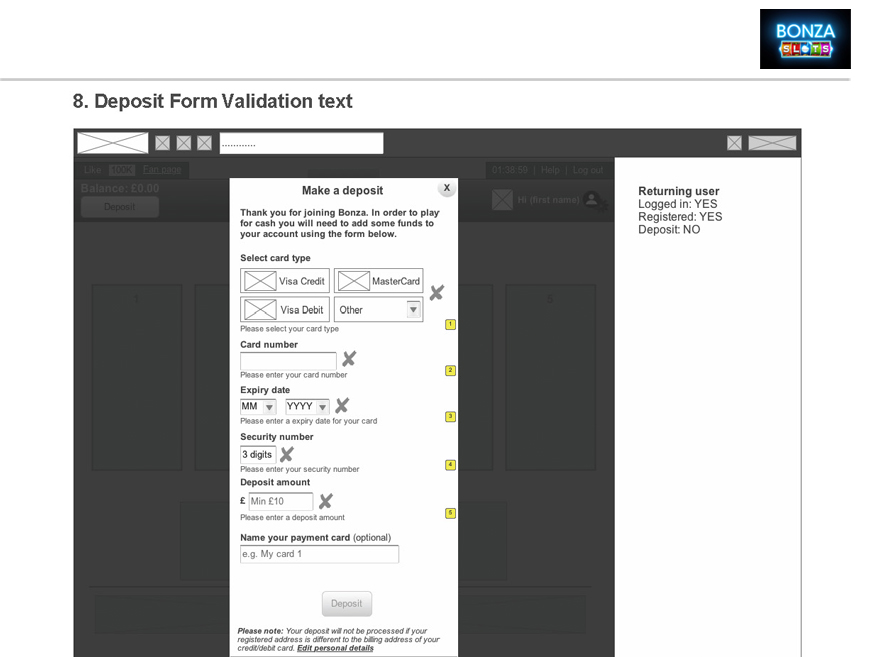 BONZA
SLOTS
8. Deposit Form Validation text
............
Like 100K Fan page
01:38:50 | Help | Log out
Balance: £0.00
Deposit
Hi (first name)
1
5
Make a deposit
X
Thank you for joining Bonza. In order to play
for cash you will need to add some funds to
your account using the form below.
Select card type
Visa Credit
MasterCard
Visa Debit
Other
Please select your card type
1
Card number
Please enter your card number
2
Expiry date
MM
YYYY
Please enter a expiry date for your card
3
Security number
3 digits
Please enter your security number
4
Deposit amount
£ Min £10
Please enter a deposit amount
5
Name your payment card (optional)
e.g. My card 1
Deposit
Please note: Your deposit will not be processed if your
registered address is different to the billing address of your
credit/debit card. Edit personal details
Returning user
Logged in: YES
Registered: YES
Deposit: NO